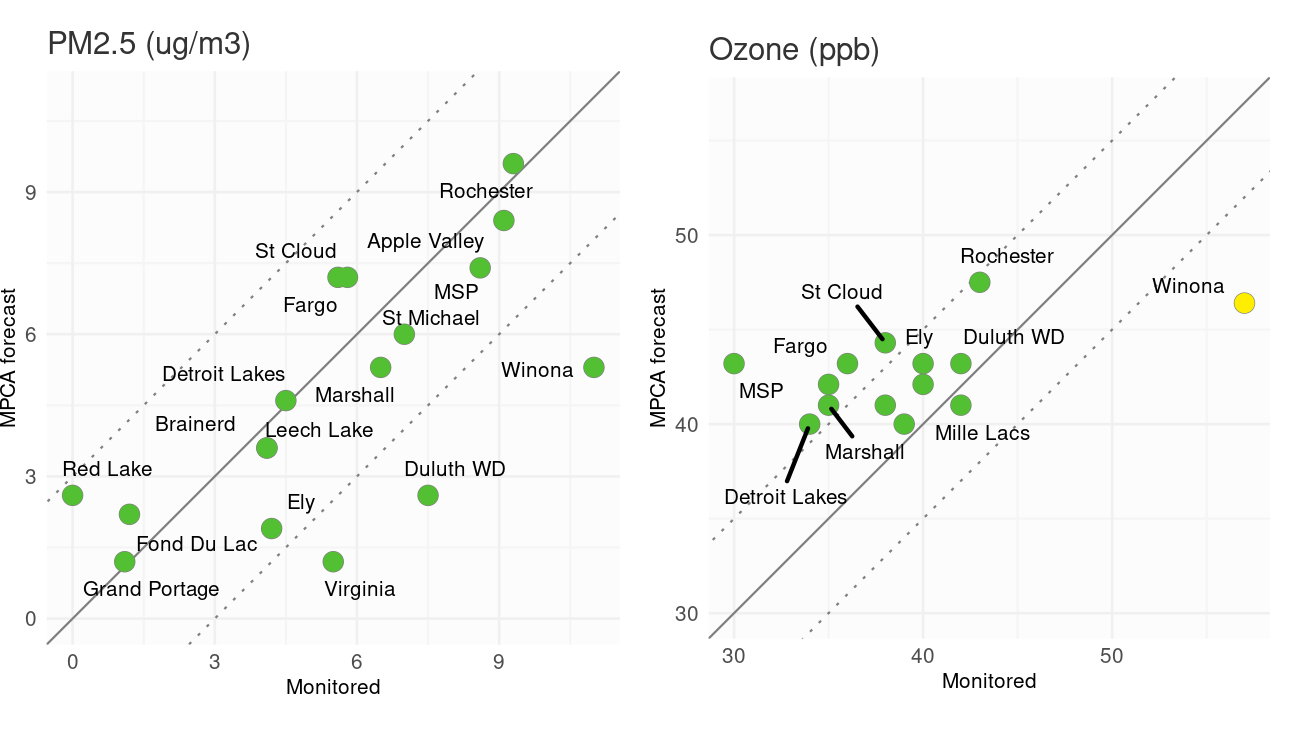 PM2.5 (ug/m3)
9
6
3
0
MPCA forecast
Rochester
Apple Valley
St Cloud
MSP
Fargo
St Michael
Winona
Detroit Lakes
Marshall
Brainerd
Leech Lake
Red Lake
Duluth WD
Ely
Fond Du Lac
Grand Portage
Virginia
0
3
6
9
Monitored
Ozone (ppb)
50
40
30
MPCA forecast
Rochester
Winona
St Cloud
Fargo
Ely
Duluth WD
MSP
Mille Lacs
Marshall
Detroit Lakes
30
40
50
Monitored